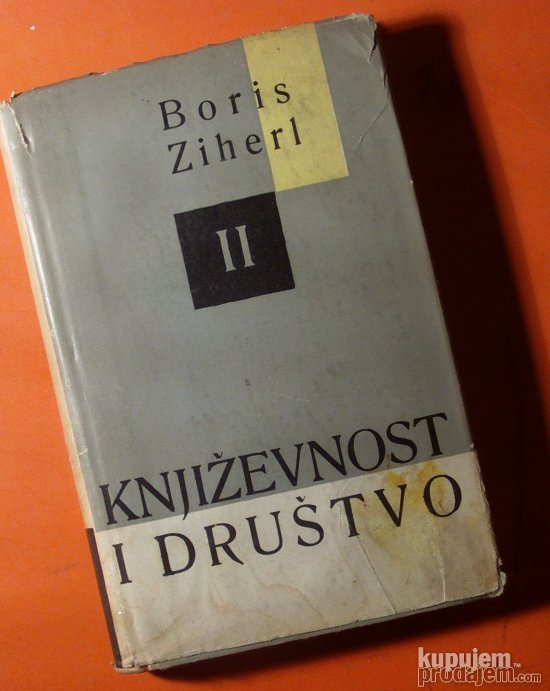 Boris
Ziherl
II
KNJIŽEVNOST
I DRUŠTVO
kupujem
prodajem.com